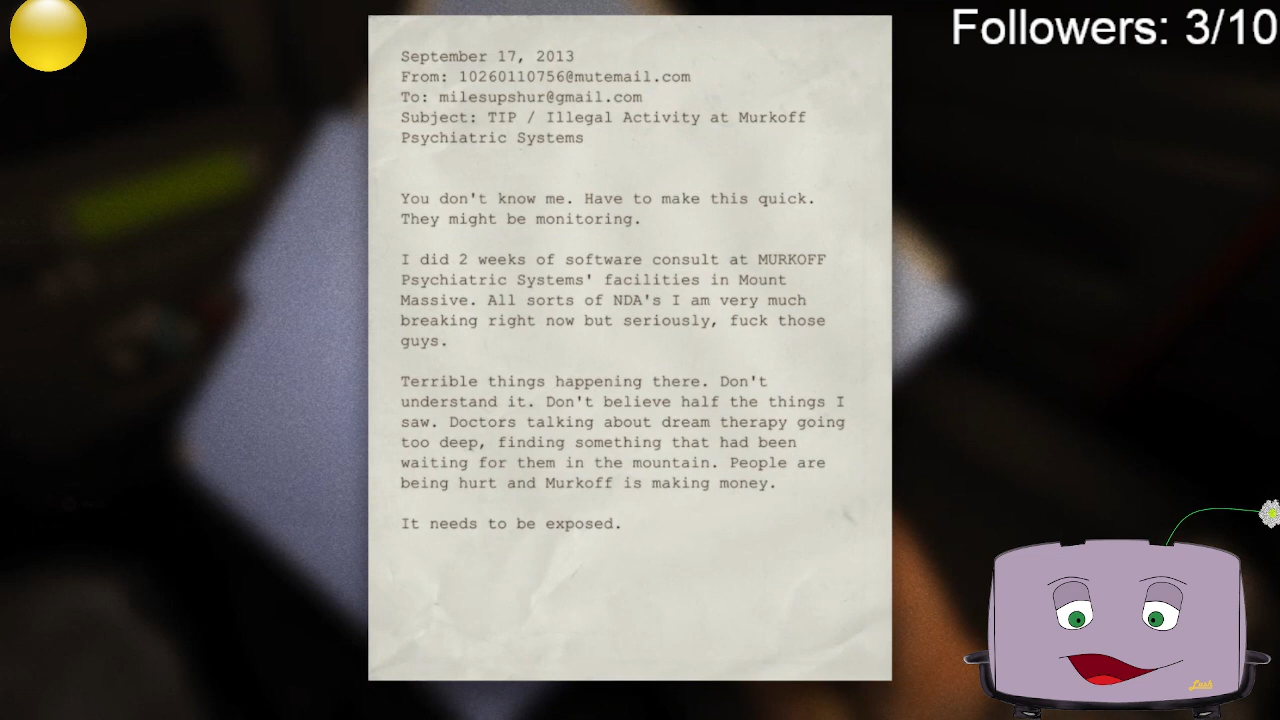 Followers: 3/10
September 17, 2013
From: 10260110756@mutemail.com
To: milesupshur@gmail.com
Subject: TIP / Illegal Activity at Murkoff
Psychiatric Systems
You don't know me. Have to make this quick.
They might be monitoring.
I did 2 weeks of software consult at MURKOFF
Psychiatric Systems' facilities in Mount
Massive. All sorts of NDA's I am very much
breaking right now but seriously, fuck those
guys.
Terrible things happening there. Don't
understand it. Don't believe half the things I
saw. Doctors talking about dream therapy going
too deep, finding something that had been
waiting for them in the mountain. People are
being hurt and Murkoff is making money.
It needs to be exposed.
Lush